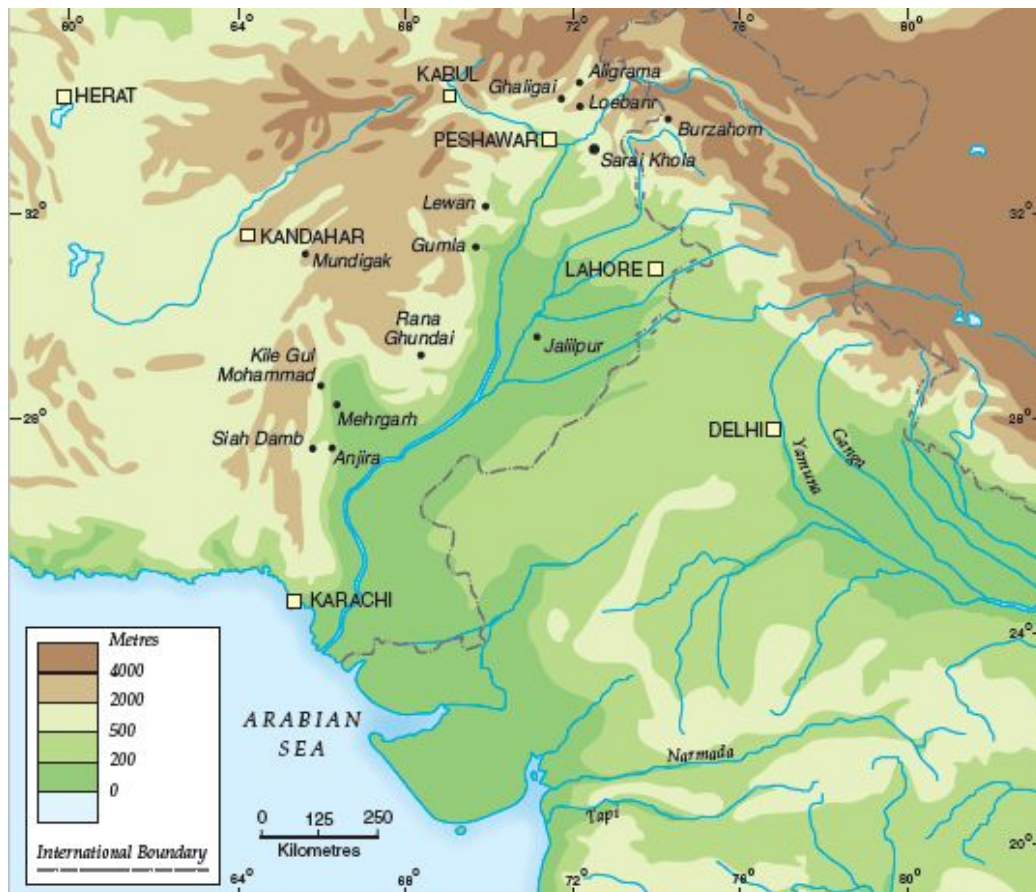 60°
64°
68°
72°
76°
80°
HERAT
KABUL
Ghaligai
Aligrama
Loebanr
Burzahom
PESHAWAR
Sarai Khola
32°
32°
Lewan
KANDAHAR
Gumla
Mundigak
LAHORE
Rana
Ghundai
Jalilpur
Kile Gul
Mohammad
Mehrgarh
28°
28°
Siah Damb
Anjira
DELHI
Yamuna
Ganga
KARACHI
24°
Metres
4000
2000
500
200
0
International Boundary
ARABIAN
SEA
0 125 250
Kilometres
Narmada
Tapi
20°
64°
68°
72°
76°
80°